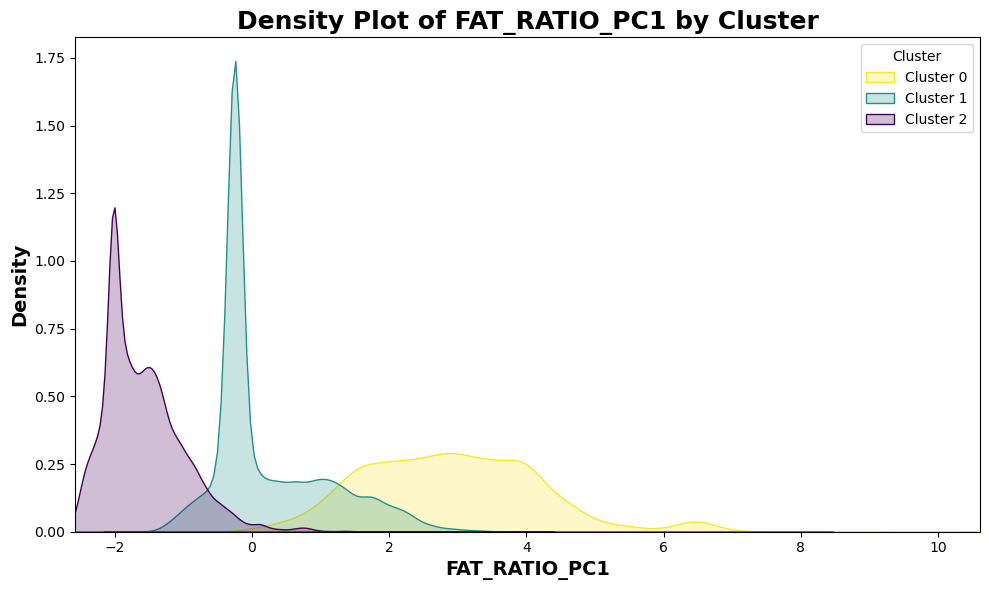 Density Plot of FAT_RATIO_PC1 by Cluster
Cluster
Cluster 0
Cluster 1
Cluster 2
Density
1.75
1.50
1.25
1.00
0.75
0.50
0.25
0.00
−2
0
2
4
6
8
10
FAT_RATIO_PC1